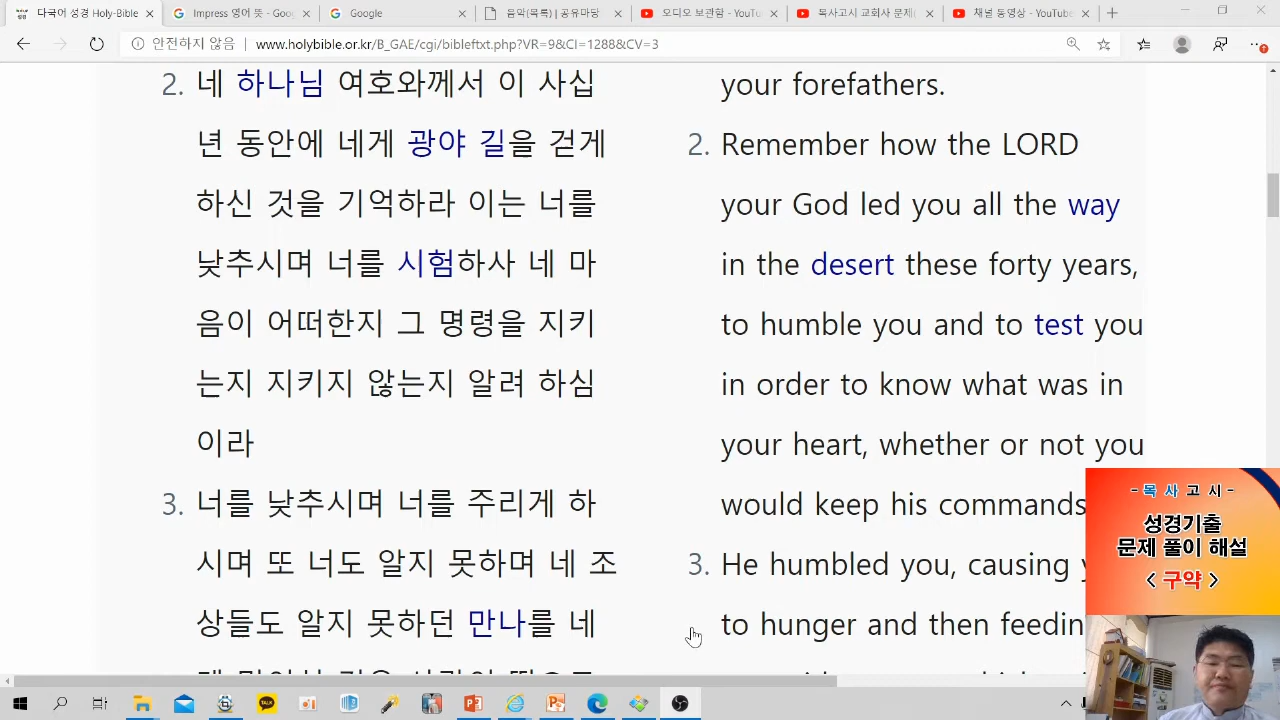 다국어 성경 Holy-Bible
Impress 영어 뜻 - Goo
Google
음악(목록) | 공유마당
오디오 보관함 - YouTu
목사고시 교회사 문제(
채널 동영상 - YouTube
안전하지 않음 | www.holybible.or.kr/B_GAE/cgi/bibleftxt.php?VR=9&CI=1288&CV=3
2. 네 하나님 여호와께서 이 사십
년 동안에 네게 광야 길을 걷게
하신 것을 기억하라 이는 너를
낮추시며 너를 시험하사 네 마
음이 어떠한지 그 명령을 지키
는지 지키지 않는지 알려 하심
이라
3. 너를 낮추시며 너를 주리게 하
시며 또 너도 알지 못하며 네 조
상들도 알지 못하던 만나를 네
your forefathers.
2. Remember how the LORD
your God led you all the way
in the desert these forty years,
to humble you and to test you
in order to know what was in
your heart, whether or not you
would keep his commands
3. He humbled you, causing
to hunger and then feedin
- 목 사 고 시 -
성경기출
문제 풀이 해설
< 구약 >